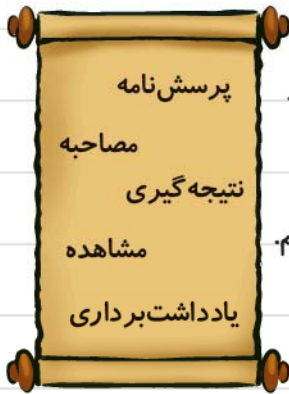 پرسش‌نامه
مصاحبه
نتیجه‌گیری
مشاهده
یادداشت‌برداری